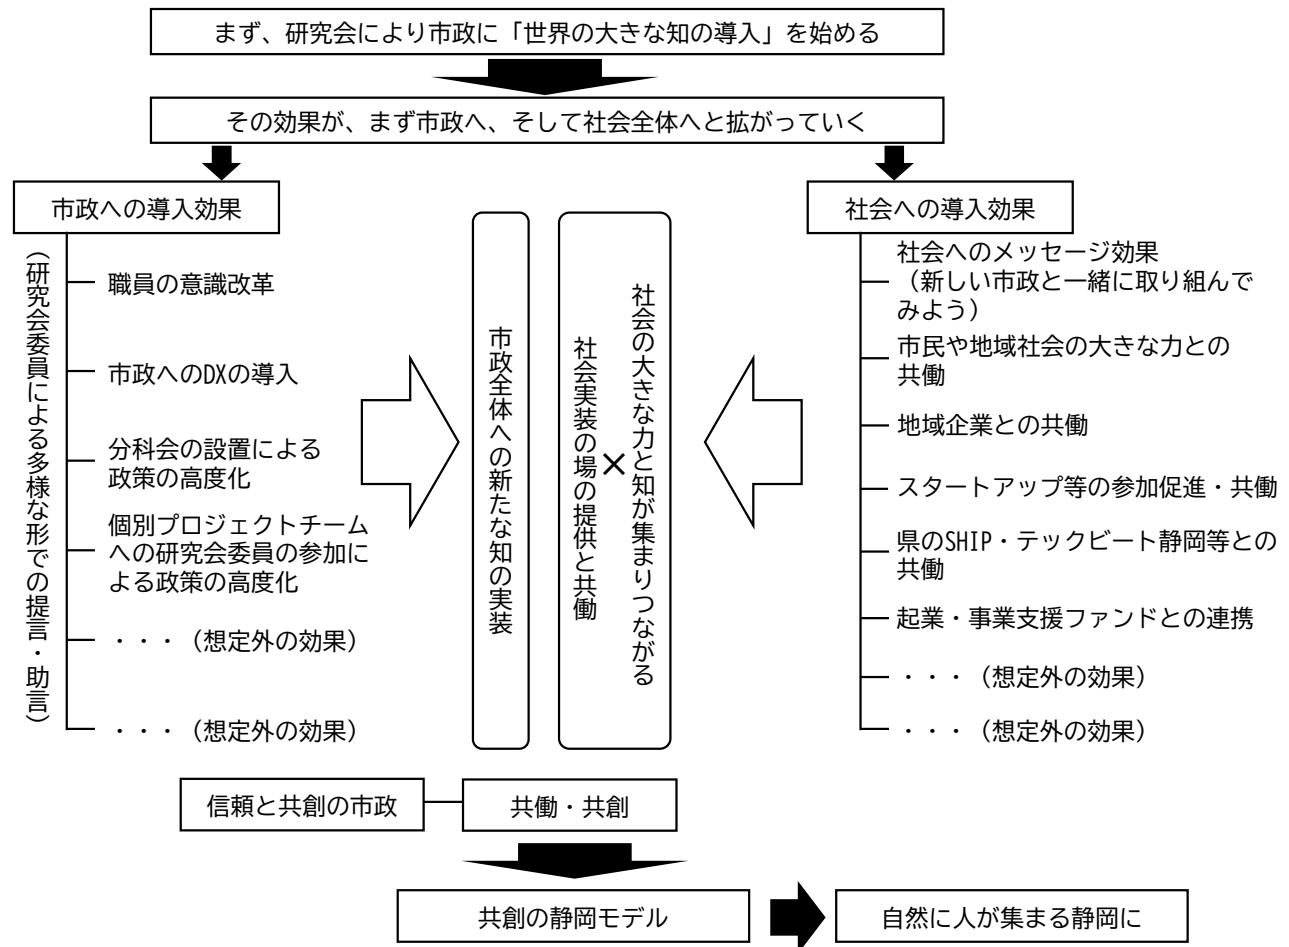 まず、研究会により市政に「世界の大きな知の導入」を始める
その効果が、まず市政へ、そして社会全体へと拡がっていく
市政への導入効果
(研究会委員による多様な形での提言・助言)
職員の意識改革
市政へのDXの導入
分科会の設置による
政策の高度化
個別プロジェクトチーム
への研究会委員の参加に
よる政策の高度化
・・・（想定外の効果）
・・・（想定外の効果）
市政全体への新たな知の実装
社会の大きな力と知が集まりつながる
×
社会実装の場の提供と共働
社会への導入効果
社会へのメッセージ効果
（新しい市政と一緒に取り組んで
みよう）
市民や地域社会の大きな力との
共働
地域企業との共働
スタートアップ等の参加促進・共働
県のSHIP・テックビート静岡等との
共働
起業・事業支援ファンドとの連携
・・・（想定外の効果）
・・・（想定外の効果）
信頼と共創の市政
共働・共創
共創の静岡モデル
自然に人が集まる静岡に